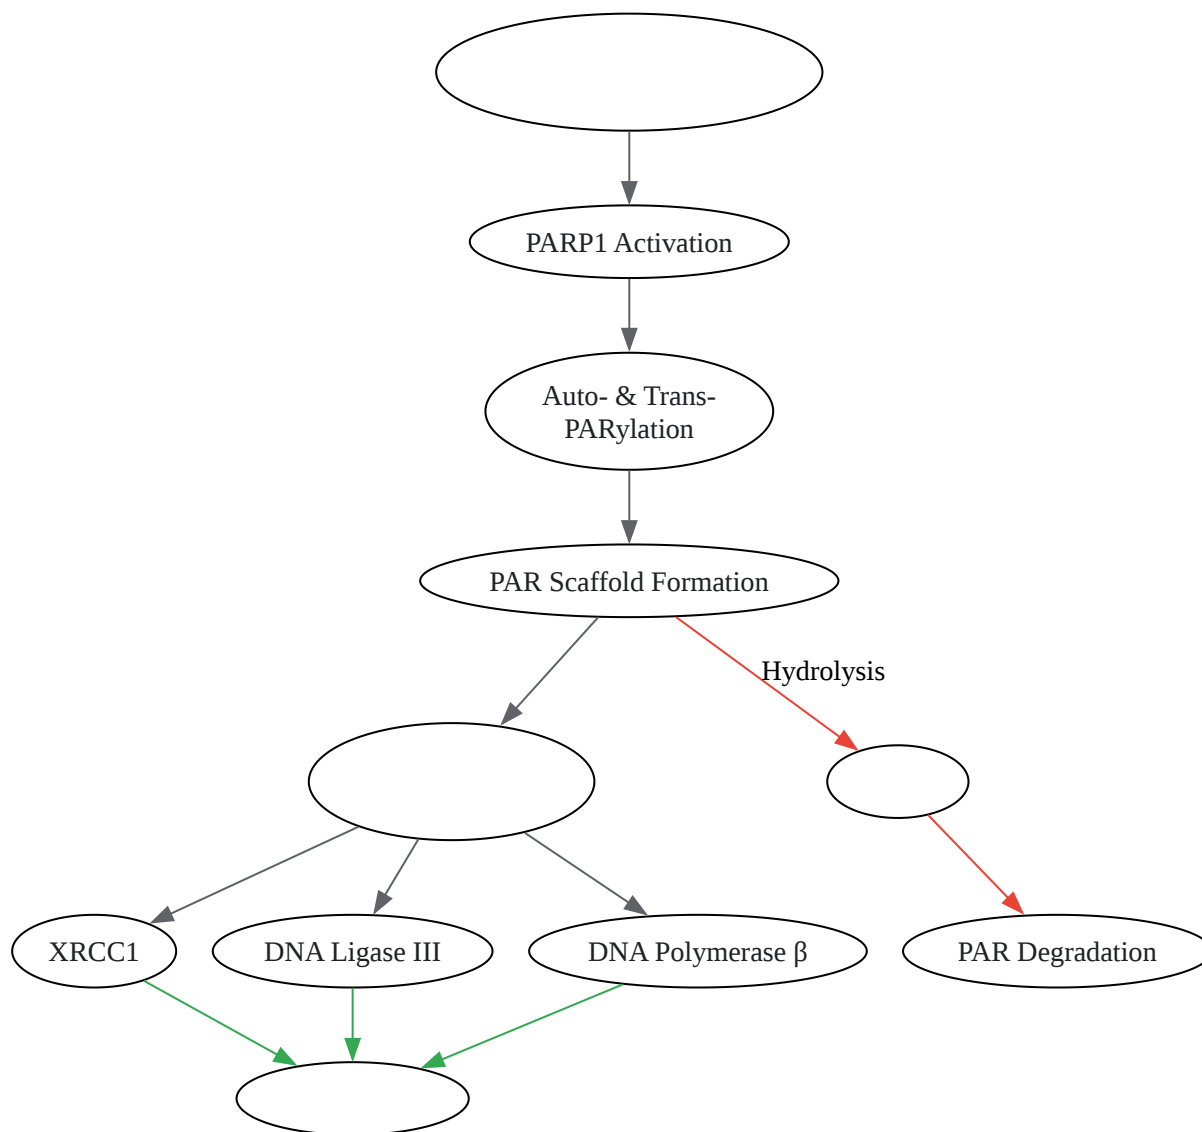 PARP1 Activation
Auto- & Trans-
PARylation
PAR Scaffold Formation
Hydrolysis
XRCC1
DNA Ligase III
DNA Polymerase β
PAR Degradation